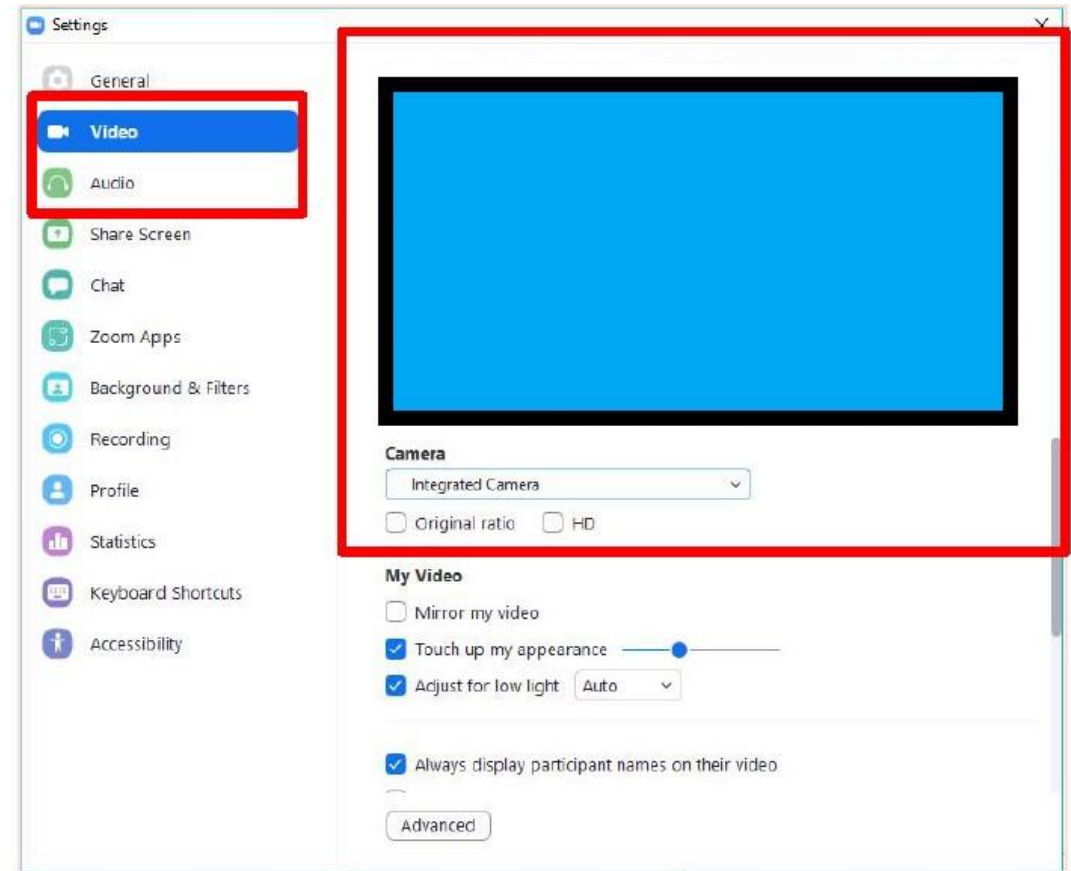 Settings
General
Video
Audio
Share Screen
Chat
Zoom Apps
Background & Filters
Recording
Profile
Statistics
Keyboard Shortcuts
Accessibility
Camera
Integrated Camera
Original ratio HD
My Video
Mirror my video
Touch up my appearance
Adjust for low light Auto
Always display participant names on their video
Advanced